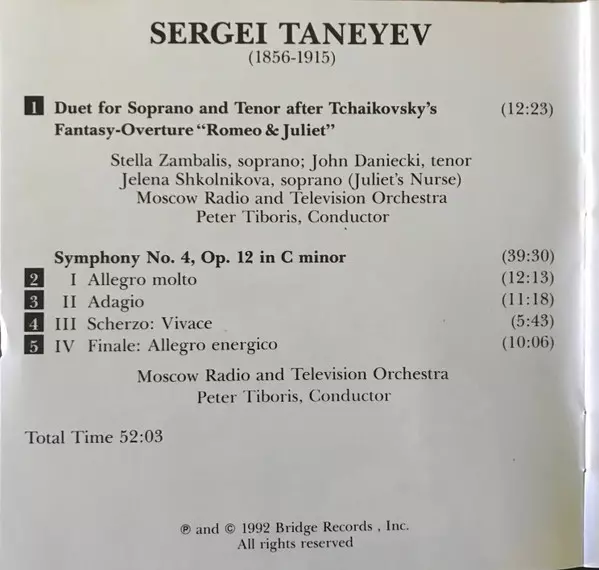 SERGEI TANEYEV
(1856-1915)
1 Duet for Soprano and Tenor after Tchaikovsky's (12:23)
Fantasy-Overture "Romeo & Juliet"
Stella Zambalis, soprano; John Daniecki, tenor
Jelena Shkolnikova, soprano (Juliet's Nurse)
Moscow Radio and Television Orchestra
Peter Tiboris, Conductor
Symphony No. 4, Op. 12 in C minor (39:30)
2 I Allegro molto (12:13)
3 II Adagio (11:18)
4 III Scherzo: Vivace (5:43)
5 IV Finale: Allegro energico (10:06)
Moscow Radio and Television Orchestra
Peter Tiboris, Conductor
Total Time 52:03
℗ and © 1992 Bridge Records , Inc.
All rights reserved